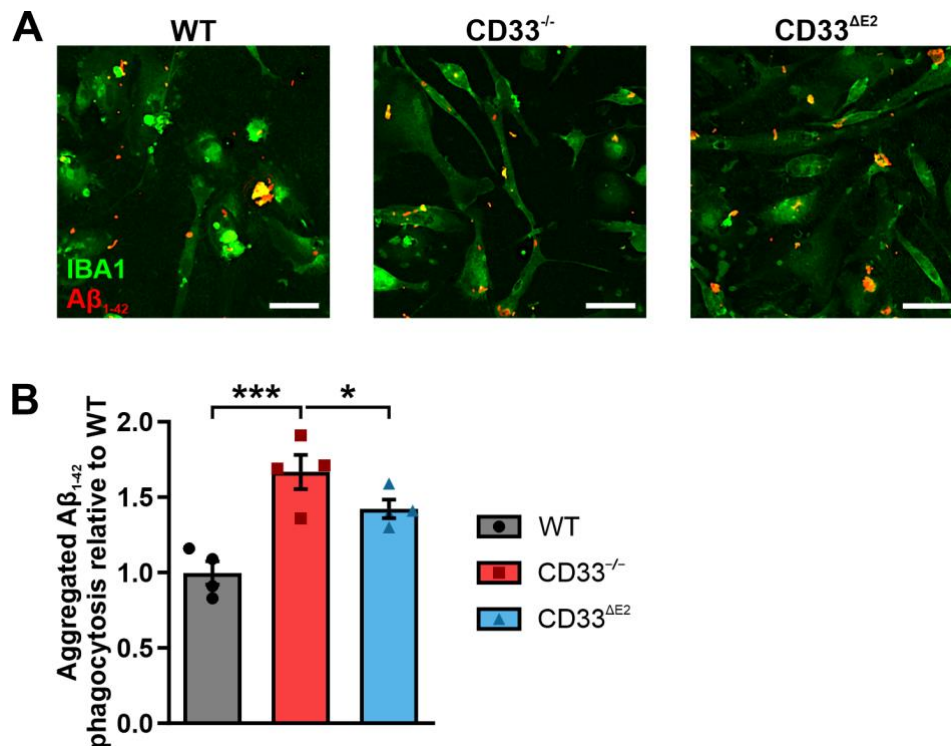 A
WT
CD33⁻/⁻
CD33ΔE2
IBA1
Aβ₁₋₄₂
B
Aggregated Aβ₁₋₄₂
phagocytosis relative to WT
***
*
2.0
1.5
1.0
0.5
0.0
WT
CD33⁻/⁻
CD33ΔE2